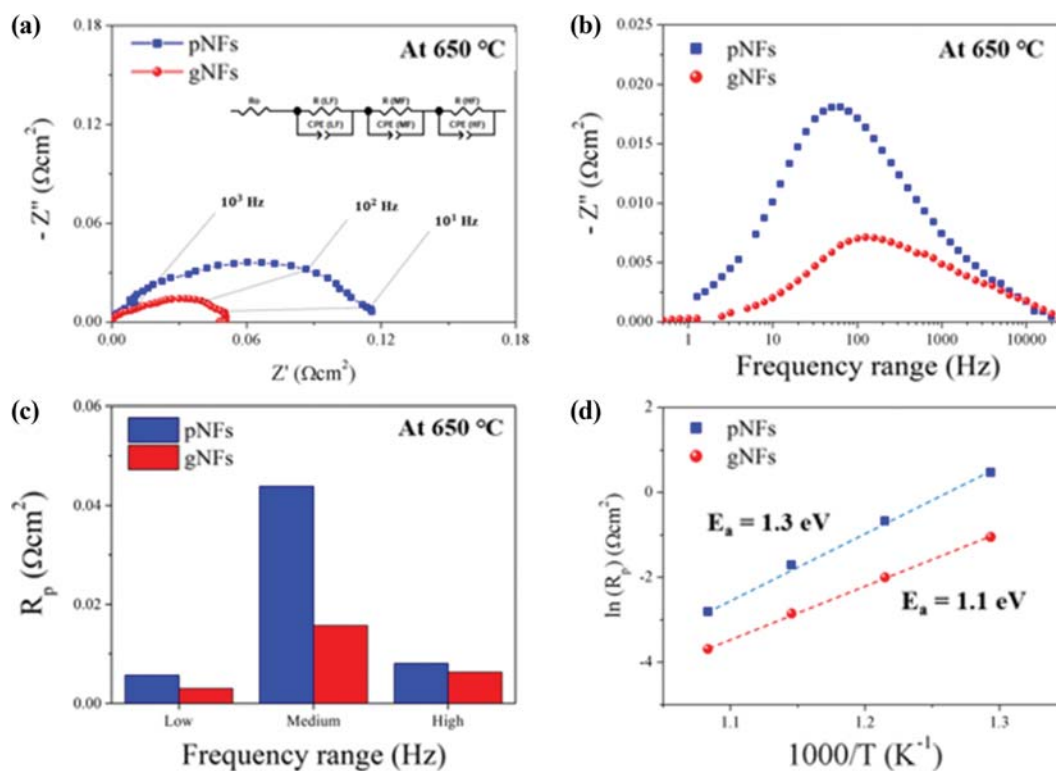 (a)
pNFs
gNFs
At 650 °C
Ro
R (LF)
R (MF)
R (HF)
CPE (LF)
CPE (MF)
CPE (HF)
10³ Hz
10² Hz
10¹ Hz
0.18
0.12
0.06
0.00
- Z'' (Ωcm²)
0.00
0.06
0.12
0.18
Z' (Ωcm²)
(b)
pNFs
gNFs
At 650 °C
0.025
0.020
0.015
0.010
0.005
0.000
- Z'' (Ωcm²)
1
10
100
1000
10000
Frequency range (Hz)
(c)
pNFs
gNFs
At 650 °C
0.06
0.04
0.02
0.00
Rₚ (Ωcm²)
Low
Medium
High
Frequency range (Hz)
(d)
pNFs
gNFs
Eₐ = 1.3 eV
Eₐ = 1.1 eV
2
0
-2
-4
ln (Rₚ) (Ωcm²)
1.1
1.2
1.3
1000/T (K⁻¹)